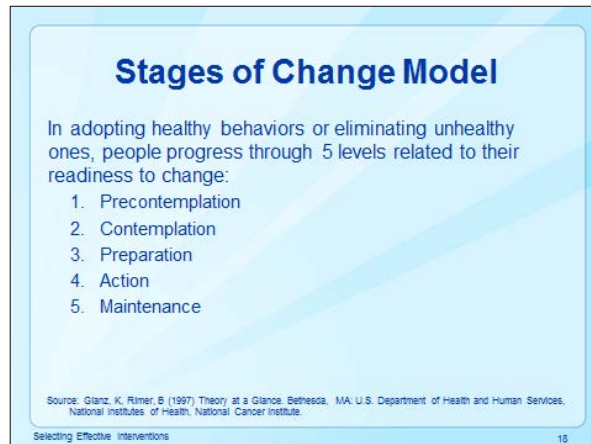 Stages of Change Model
In adopting healthy behaviors or eliminating unhealthy
ones, people progress through 5 levels related to their
readiness to change:
1. Precontemplation
2. Contemplation
3. Preparation
4. Action
5. Maintenance
Source: Glanz, K, Rimer, B (1997) Theory at a Glance. Bethesda, MA: U.S. Department of Health and Human Services,
National Institutes of Health, National Cancer Institute.
Selecting Effective Interventions
18